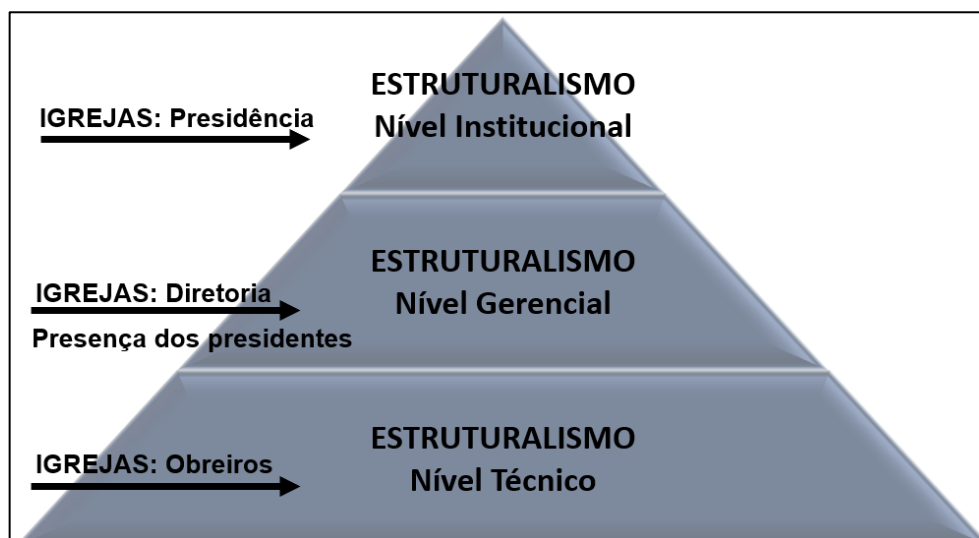 ESTRUTURALISMO
IGREJAS: Presidência
Nível Institucional
ESTRUTURALISMO
IGREJAS: Diretoria
Nível Gerencial
Presença dos presidentes
ESTRUTURALISMO
IGREJAS: Obreiros
Nível Técnico